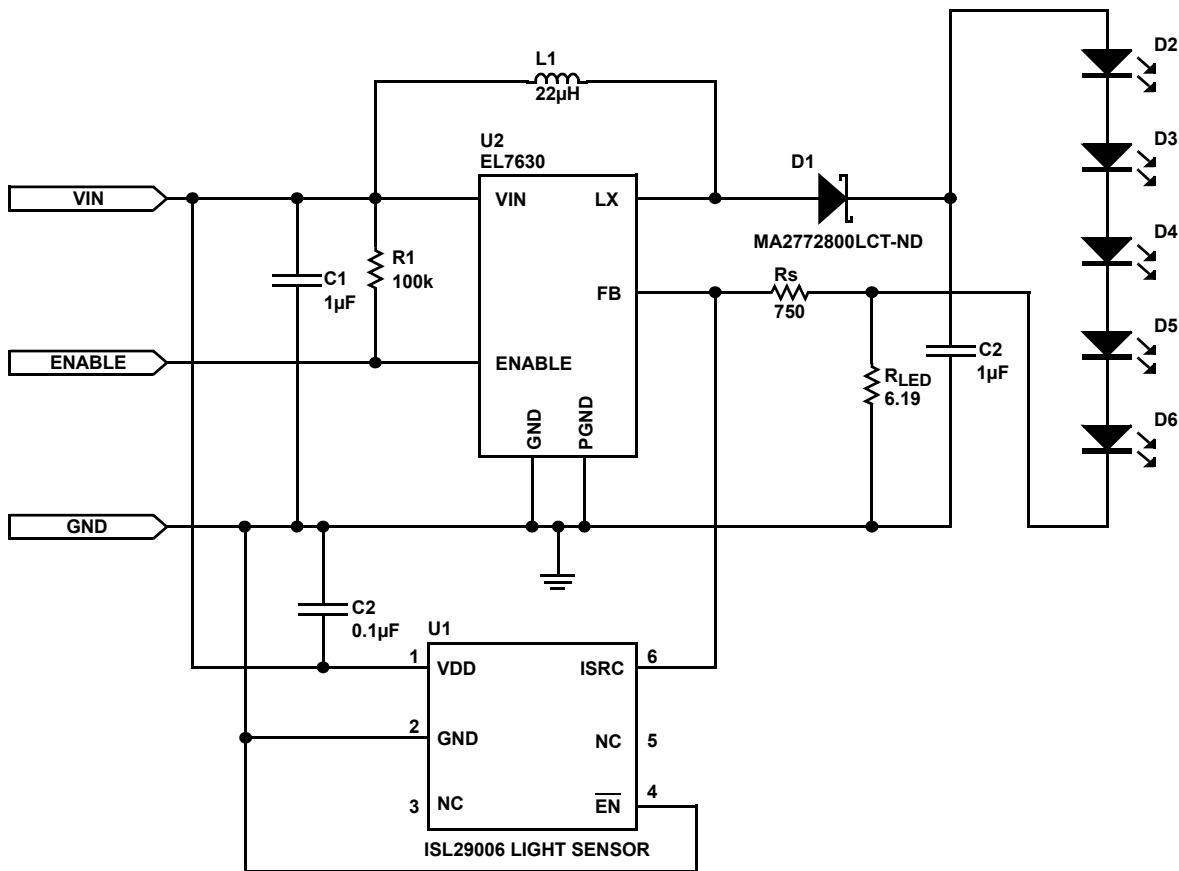 D2
L1
22µH
U2
EL7630
D3
D1
VIN
VIN
LX
MA2772800LCT-ND
D4
R1
100k
C1
1µF
FB
Rs
750
D5
ENABLE
ENABLE
C2
1µF
RLED
6.19
D6
GND
PGND
GND
C2
0.1µF
U1
1
VDD
ISRC
6
2
GND
NC
5
3
NC
EN
4
ISL29006 LIGHT SENSOR